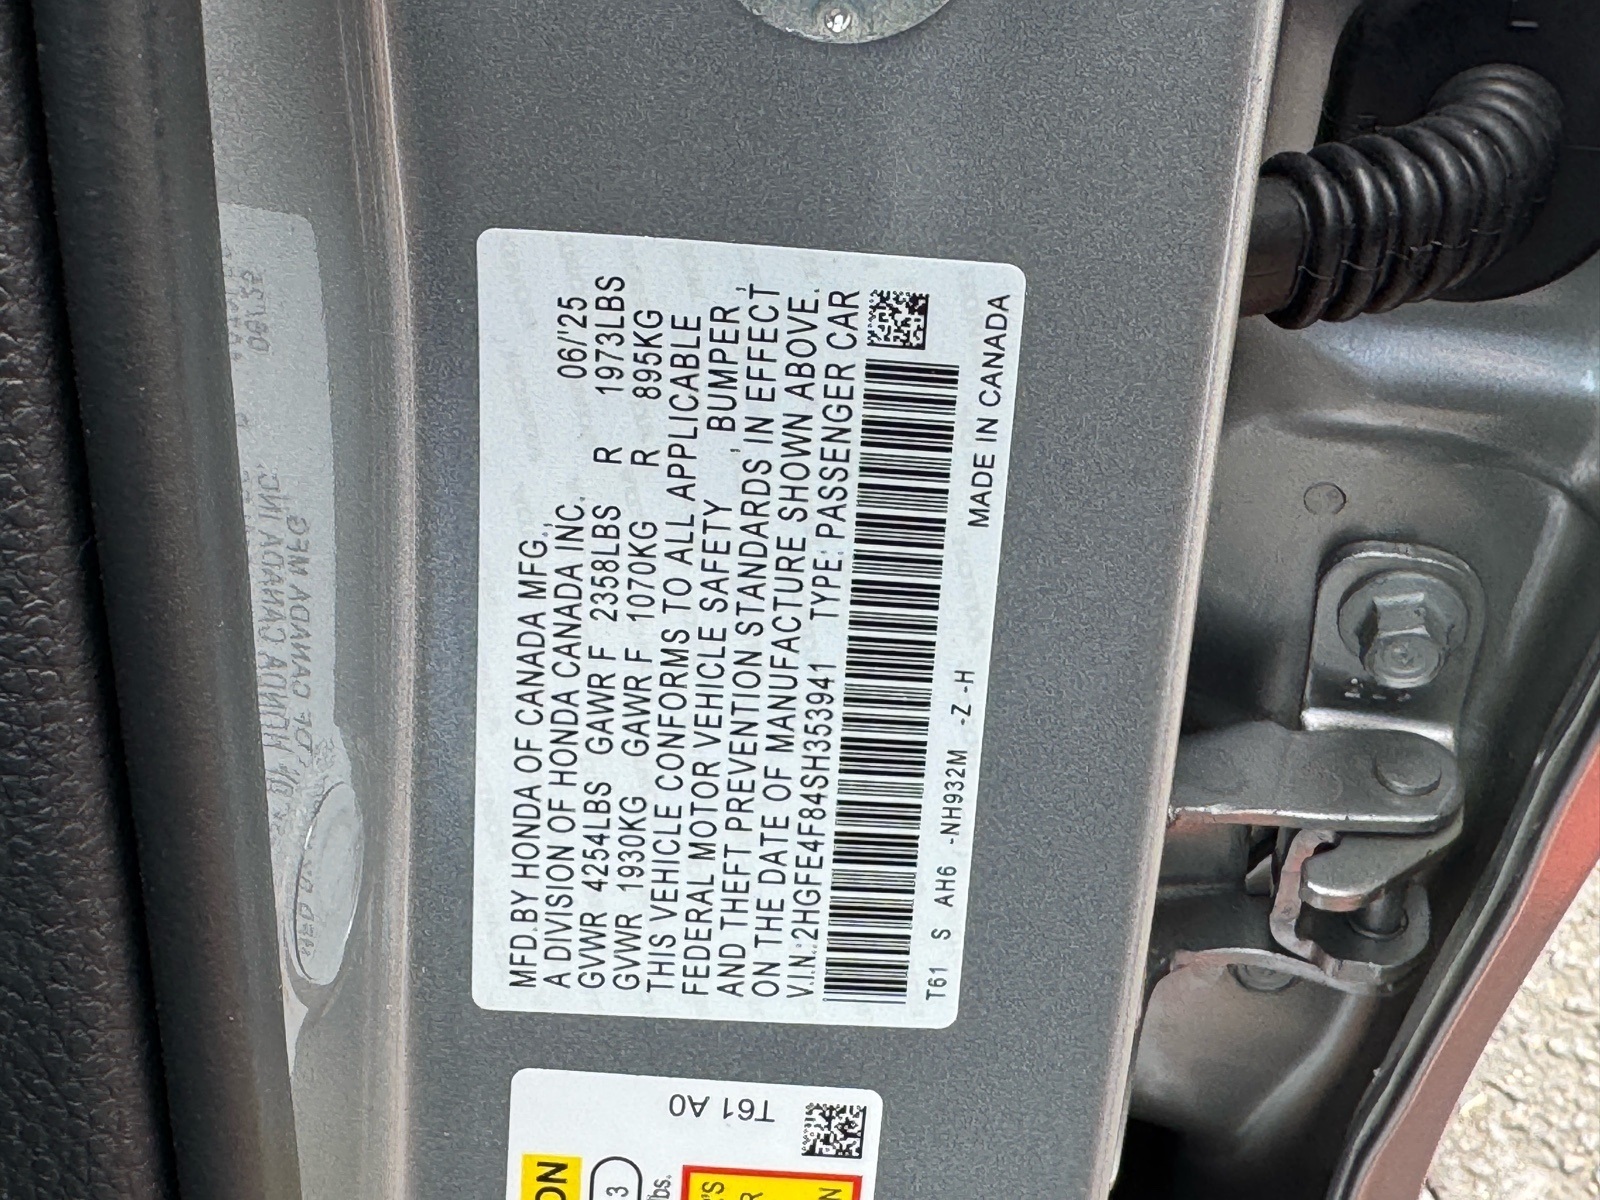 MFD.BY HONDA OF CANADA MFG.,
A DIVISION OF HONDA CANADA INC. 06/'25
GVWR 4254LBS GAWR F 2358LBS R 1973LBS
GVWR 1930KG GAWR F 1070KG R 895KG
THIS VEHICLE CONFORMS TO ALL APPLICABLE
FEDERAL MOTOR VEHICLE SAFETY, BUMPER,
AND THEFT PREVENTION STANDARDS IN EFFECT
ON THE DATE OF MANUFACTURE SHOWN ABOVE.
V.I.N.:2HGFE4F84SH353941 TYPE: PASSENGER CAR
T61 S AH6 -NH932M -Z -H MADE IN CANADA
T61 A0